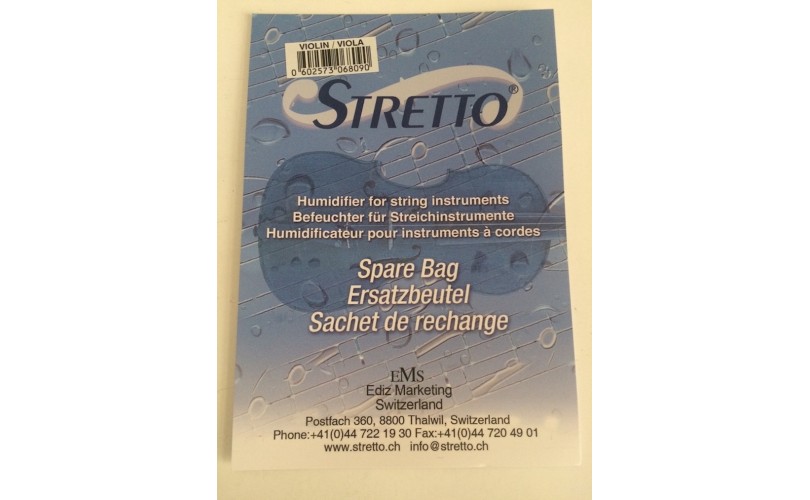 VIOLIN / VIOLA
0 602573 068090
STRETTO®
Humidifier for string instruments
Befeuchter für Streichinstrumente
Humidificateur pour instruments à cordes
Spare Bag
Ersatzbeutel
Sachet de rechange
EMS
Ediz Marketing
Switzerland
Postfach 360, 8800 Thalwil, Switzerland
Phone:+41(0)44 722 19 30 Fax:+41(0)44 720 49 01
www.stretto.ch info@stretto.ch